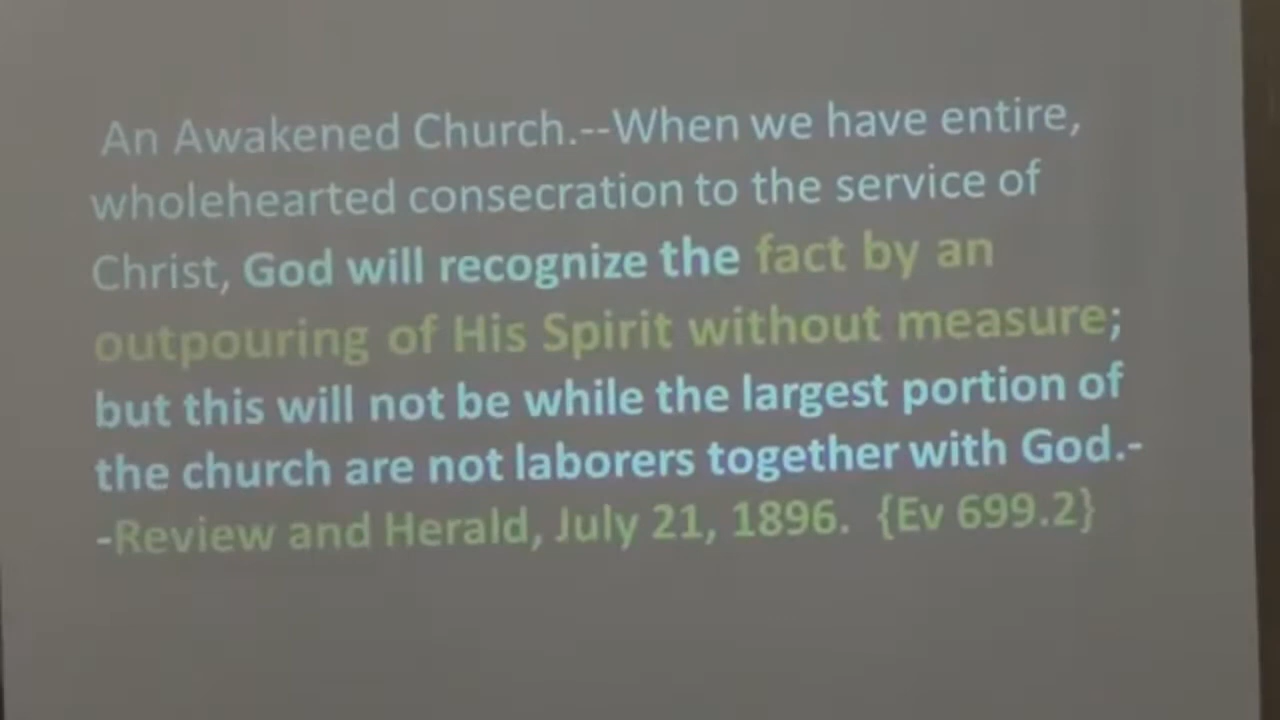 An Awakened Church.--When we have entire,
wholehearted consecration to the service of
Christ, God will recognize the fact by an
outpouring of His Spirit without measure;
but this will not be while the largest portion of
the church are not laborers together with God.-
-Review and Herald, July 21, 1896.  {Ev 699.2}